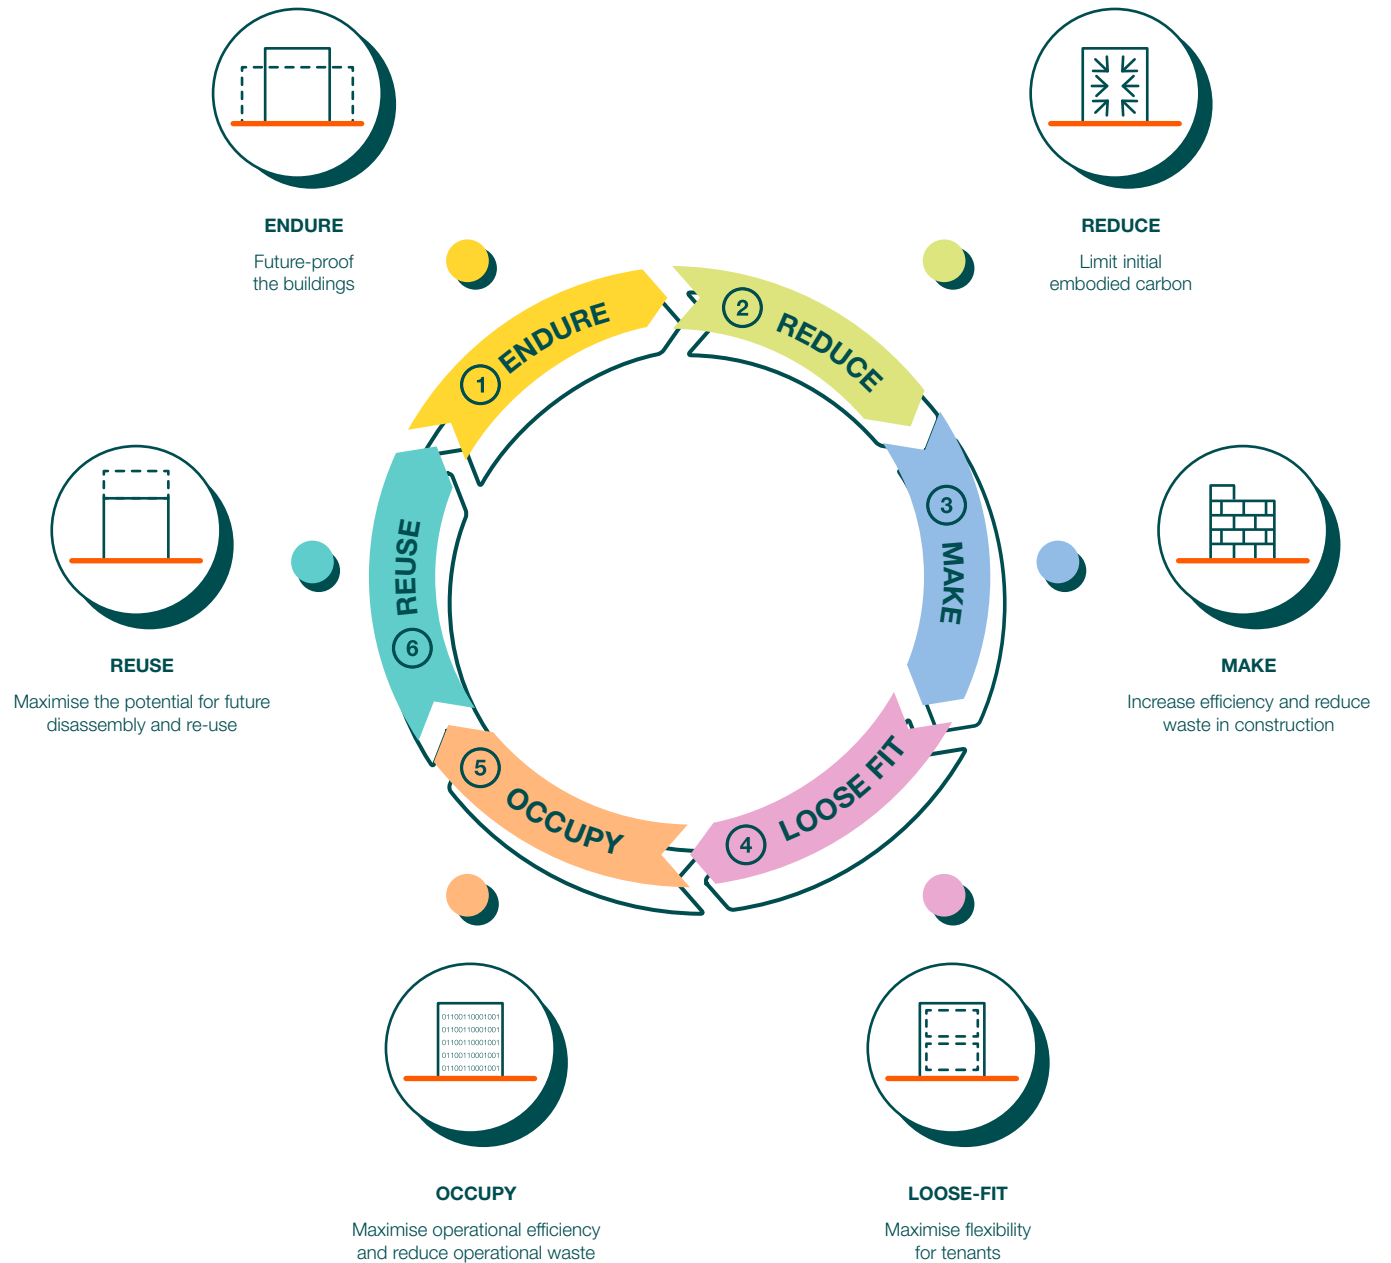 ENDURE
Future-proof
the buildings
REDUCE
Limit initial
embodied carbon
1 ENDURE
2 REDUCE
3 MAKE
LOOSE FIT
4
5 OCCUPY
REUSE
6
REUSE
Maximise the potential for future
disassembly and re-use
MAKE
Increase efficiency and reduce
waste in construction
01100110001001
01100110001001
01100110001001
01100110001001
01100110001001
OCCUPY
Maximise operational efficiency
and reduce operational waste
LOOSE-FIT
Maximise flexibility
for tenants